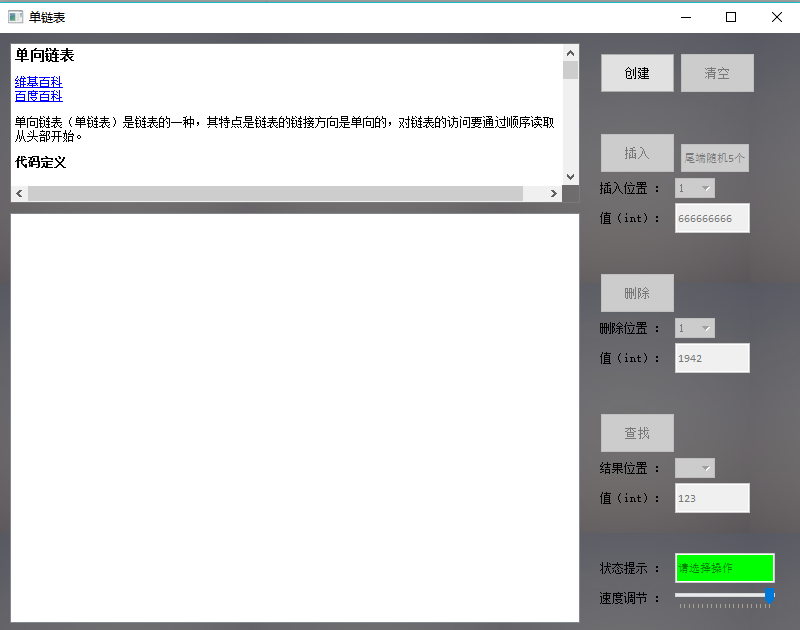 单链表
单向链表
维基百科
百度百科
单向链表（单链表）是链表的一种，其特点是链表的链接方向是单向的，对链表的访问要通过顺序读取
从头部开始。
代码定义
创建
清空
插入
尾端随机5个
插入位置 ：
1
值（int）：
666666666
删除
删除位置 ：
1
值（int）：
1942
查找
结果位置 ：
值（int）：
123
状态提示 ：
请选择操作
速度调节 ：